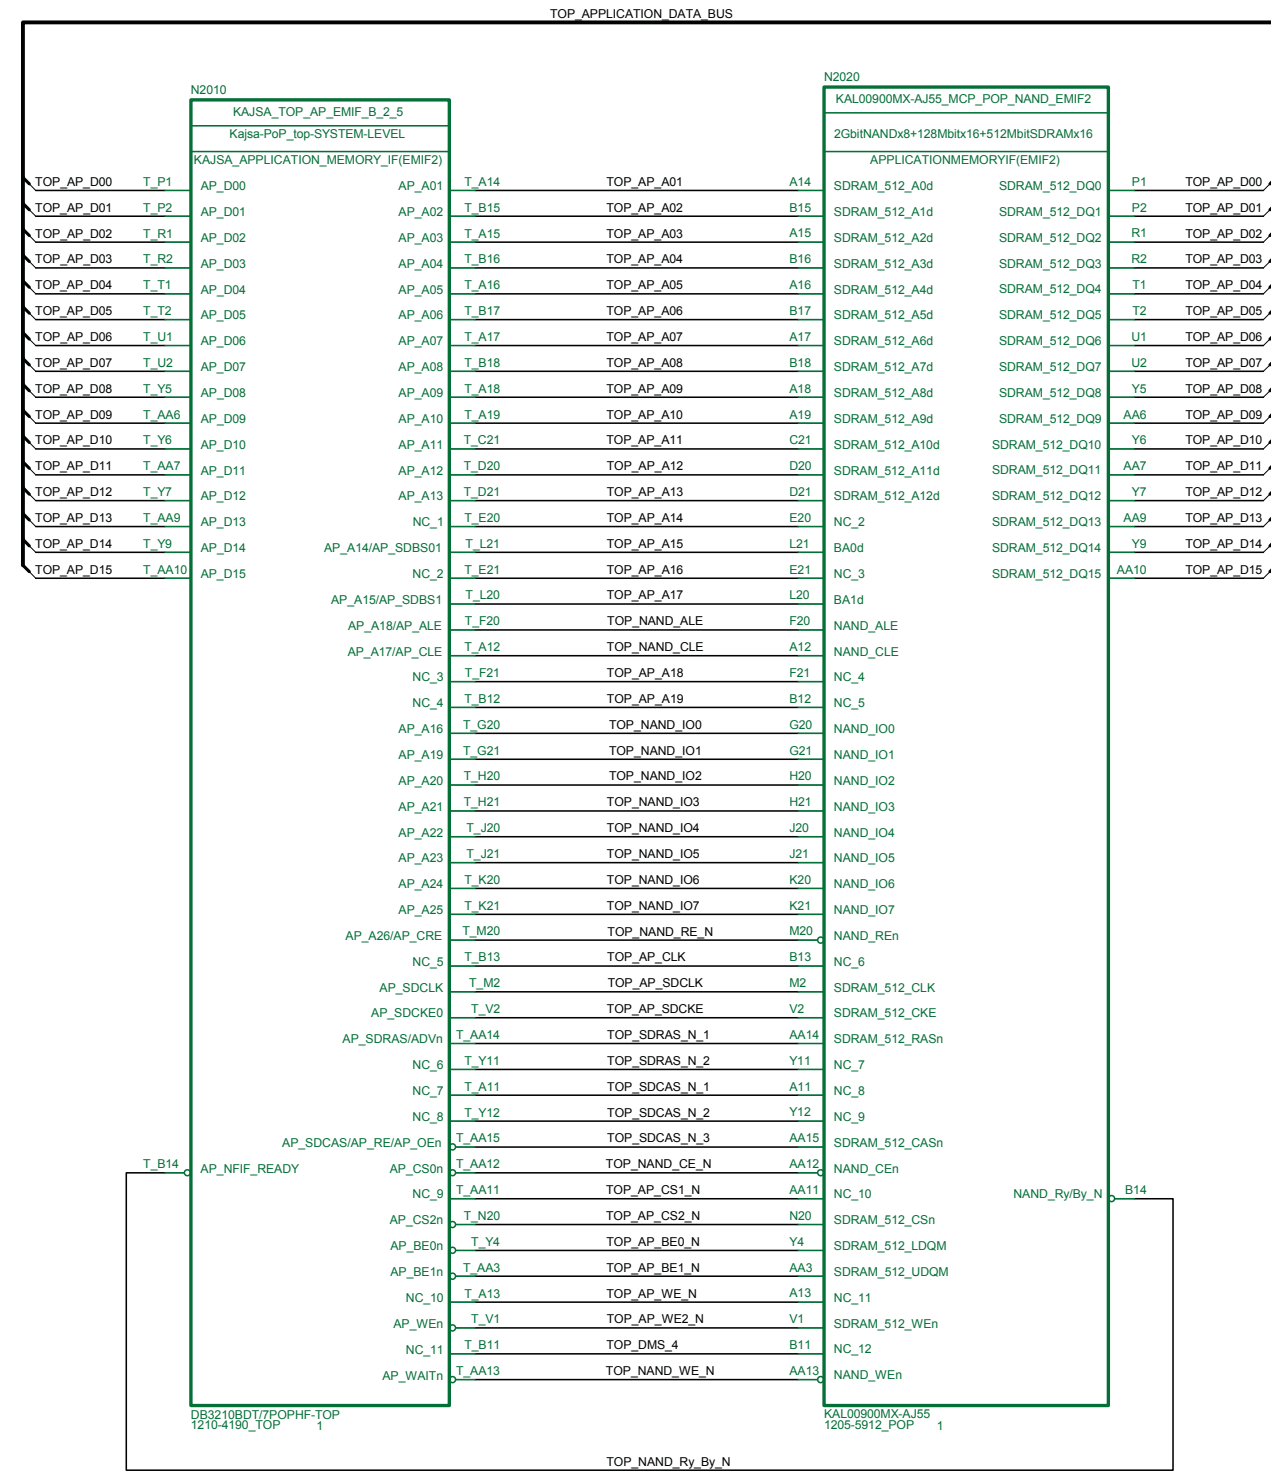 TOP_APPLICATION_DATA_BUS
N2010 N2020
KAJSA_TOP_AP_EMIF_B_2_5 KAL00900MX-AJ55_MCP_POP_NAND_EMIF2
Kajsa-PoP_top-SYSTEM-LEVEL 2GbitNANDx8+128Mbitx16+512MbitSDRAMx16
KAJSA_APPLICATION_MEMORY_IF(EMIF2) APPLICATIONMEMORYIF(EMIF2)
TOP_AP_D00 T_P1 AP_D00 AP_A01 T_A14 TOP_AP_A01 A14 SDRAM_512_A0d SDRAM_512_DQ0 P1 TOP_AP_D00
TOP_AP_D01 T_P2 AP_D01 AP_A02 T_B15 TOP_AP_A02 B15 SDRAM_512_A1d SDRAM_512_DQ1 P2 TOP_AP_D01
TOP_AP_D02 T_R1 AP_D02 AP_A03 T_A15 TOP_AP_A03 A15 SDRAM_512_A2d SDRAM_512_DQ2 R1 TOP_AP_D02
TOP_AP_D03 T_R2 AP_D03 AP_A04 T_B16 TOP_AP_A04 B16 SDRAM_512_A3d SDRAM_512_DQ3 R2 TOP_AP_D03
TOP_AP_D04 T_T1 AP_D04 AP_A05 T_A16 TOP_AP_A05 A16 SDRAM_512_A4d SDRAM_512_DQ4 T1 TOP_AP_D04
TOP_AP_D05 T_T2 AP_D05 AP_A06 T_B17 TOP_AP_A06 B17 SDRAM_512_A5d SDRAM_512_DQ5 T2 TOP_AP_D05
TOP_AP_D06 T_U1 AP_D06 AP_A07 T_A17 TOP_AP_A07 A17 SDRAM_512_A6d SDRAM_512_DQ6 U1 TOP_AP_D06
TOP_AP_D07 T_U2 AP_D07 AP_A08 T_B18 TOP_AP_A08 B18 SDRAM_512_A7d SDRAM_512_DQ7 U2 TOP_AP_D07
TOP_AP_D08 T_Y5 AP_D08 AP_A09 T_A18 TOP_AP_A09 A18 SDRAM_512_A8d SDRAM_512_DQ8 Y5 TOP_AP_D08
TOP_AP_D09 T_AA6 AP_D09 AP_A10 T_A19 TOP_AP_A10 A19 SDRAM_512_A9d SDRAM_512_DQ9 AA6 TOP_AP_D09
TOP_AP_D10 T_Y6 AP_D10 AP_A11 T_C21 TOP_AP_A11 C21 SDRAM_512_A10d SDRAM_512_DQ10 Y6 TOP_AP_D10
TOP_AP_D11 T_AA7 AP_D11 AP_A12 T_D20 TOP_AP_A12 D20 SDRAM_512_A11d SDRAM_512_DQ11 AA7 TOP_AP_D11
TOP_AP_D12 T_Y7 AP_D12 AP_A13 T_D21 TOP_AP_A13 D21 SDRAM_512_A12d SDRAM_512_DQ12 Y7 TOP_AP_D12
TOP_AP_D13 T_AA9 AP_D13 NC_1 T_E20 TOP_AP_A14 E20 NC_2 SDRAM_512_DQ13 AA9 TOP_AP_D13
TOP_AP_D14 T_Y9 AP_D14 AP_A14/AP_SDBS01 T_L21 TOP_AP_A15 L21 BA0d SDRAM_512_DQ14 Y9 TOP_AP_D14
TOP_AP_D15 T_AA10 AP_D15 NC_2 T_E21 TOP_AP_A16 E21 NC_3 SDRAM_512_DQ15 AA10 TOP_AP_D15
AP_A15/AP_SDBS1 T_L20 TOP_AP_A17 L20 BA1d
AP_A18/AP_ALE T_F20 TOP_NAND_ALE F20 NAND_ALE
AP_A17/AP_CLE T_A12 TOP_NAND_CLE A12 NAND_CLE
NC_3 T_F21 TOP_AP_A18 F21 NC_4
NC_4 T_B12 TOP_AP_A19 B12 NC_5
AP_A16 T_G20 TOP_NAND_IO0 G20 NAND_IO0
AP_A19 T_G21 TOP_NAND_IO1 G21 NAND_IO1
AP_A20 T_H20 TOP_NAND_IO2 H20 NAND_IO2
AP_A21 T_H21 TOP_NAND_IO3 H21 NAND_IO3
AP_A22 T_J20 TOP_NAND_IO4 J20 NAND_IO4
AP_A23 T_J21 TOP_NAND_IO5 J21 NAND_IO5
AP_A24 T_K20 TOP_NAND_IO6 K20 NAND_IO6
AP_A25 T_K21 TOP_NAND_IO7 K21 NAND_IO7
AP_A26/AP_CRE T_M20 TOP_NAND_RE_N M20 NAND_REn
NC_5 T_B13 TOP_AP_CLK B13 NC_6
AP_SDCLK T_M2 TOP_AP_SDCLK M2 SDRAM_512_CLK
AP_SDCKE0 T_V2 TOP_AP_SDCKE V2 SDRAM_512_CKE
AP_SDRAS/ADVn T_AA14 TOP_SDRAS_N_1 AA14 SDRAM_512_RASn
NC_6 T_Y11 TOP_SDRAS_N_2 Y11 NC_7
NC_7 T_A11 TOP_SDCAS_N_1 A11 NC_8
NC_8 T_Y12 TOP_SDCAS_N_2 Y12 NC_9
AP_SDCAS/AP_RE/AP_OEn T_AA15 TOP_SDCAS_N_3 AA15 SDRAM_512_CASn
T_B14 AP_NFIF_READY AP_CS0n T_AA12 TOP_NAND_CE_N AA12 NAND_CEn
NC_9 T_AA11 TOP_AP_CS1_N AA11 NC_10 NAND_Ry/By_N B14
AP_CS2n T_N20 TOP_AP_CS2_N N20 SDRAM_512_CSn
AP_BE0n T_Y4 TOP_AP_BE0_N Y4 SDRAM_512_LDQM
AP_BE1n T_AA3 TOP_AP_BE1_N AA3 SDRAM_512_UDQM
NC_10 T_A13 TOP_AP_WE_N A13 NC_11
AP_WEn T_V1 TOP_AP_WE2_N V1 SDRAM_512_WEn
NC_11 T_B11 TOP_DMS_4 B11 NC_12
AP_WAITn T_AA13 TOP_NAND_WE_N AA13 NAND_WEn
DB3210BDT/7POPHF-TOP KAL00900MX-AJ55
1210-4190_TOP 1 1205-5912_POP 1
TOP_NAND_Ry_By_N